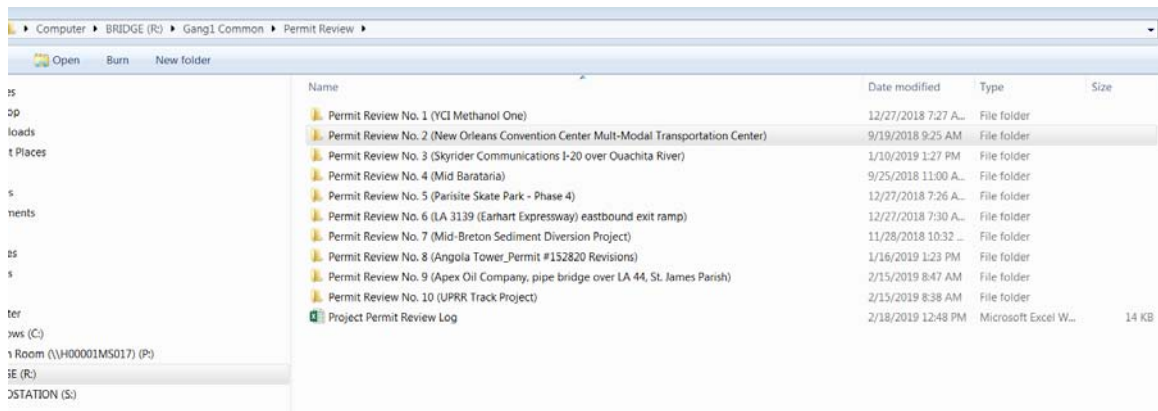 Computer ▸ BRIDGE (R:) ▸ Gang1 Common ▸ Permit Review ▸
Open Burn New folder
Name Date modified Type Size
Permit Review No. 1 (YCI Methanol One) 12/27/2018 7:27 A... File folder
Permit Review No. 2 (New Orleans Convention Center Mult-Modal Transportation Center) 9/19/2018 9:25 AM File folder
Permit Review No. 3 (Skyrider Communications I-20 over Ouachita River) 1/10/2019 1:27 PM File folder
Permit Review No. 4 (Mid Barataria) 9/25/2018 11:00 A... File folder
Permit Review No. 5 (Parisite Skate Park - Phase 4) 12/27/2018 7:26 A... File folder
Permit Review No. 6 (LA 3139 (Earhart Expressway) eastbound exit ramp) 12/27/2018 7:30 A... File folder
Permit Review No. 7 (Mid-Breton Sediment Diversion Project) 11/28/2018 10:32 ... File folder
Permit Review No. 8 (Angola Tower_Permit #152820 Revisions) 1/16/2019 1:23 PM File folder
Permit Review No. 9 (Apex Oil Company, pipe bridge over LA 44, St. James Parish) 2/15/2019 8:47 AM File folder
Permit Review No. 10 (UPRR Track Project) 2/15/2019 8:38 AM File folder
Project Permit Review Log 2/18/2019 12:48 PM Microsoft Excel W... 14 KB
es
op
loads
t Places
s
ments
es
s
ter
ows (C:)
n Room (\\H00001MS017) (P:)
GE (R:)
OSTATION (S:)